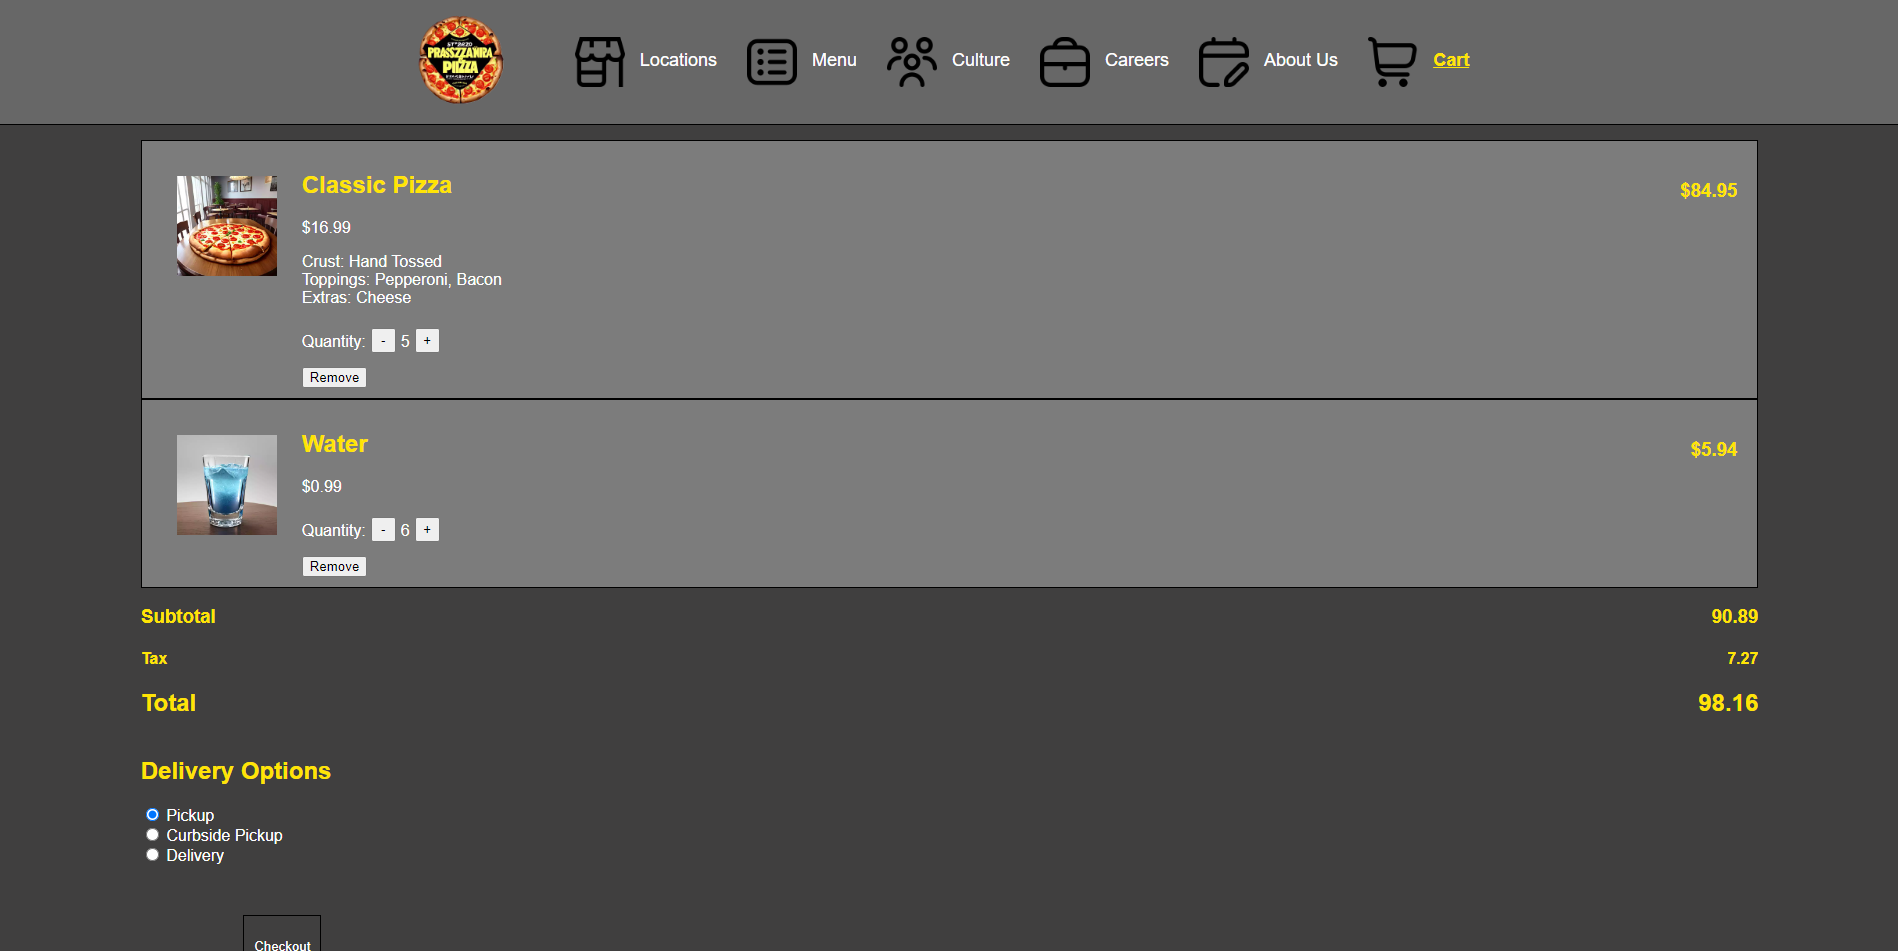 PIIZZA
Locations
Menu
Culture
Careers
About Us
Cart
Classic Pizza
$84.95
$16.99
Crust: Hand Tossed
Toppings: Pepperoni, Bacon
Extras: Cheese
Quantity: - 5 +
Remove
Water
$5.94
$0.99
Quantity: - 6 +
Remove
Subtotal 90.89
Tax 7.27
Total 98.16
Delivery Options
Pickup
Curbside Pickup
Delivery
Checkout